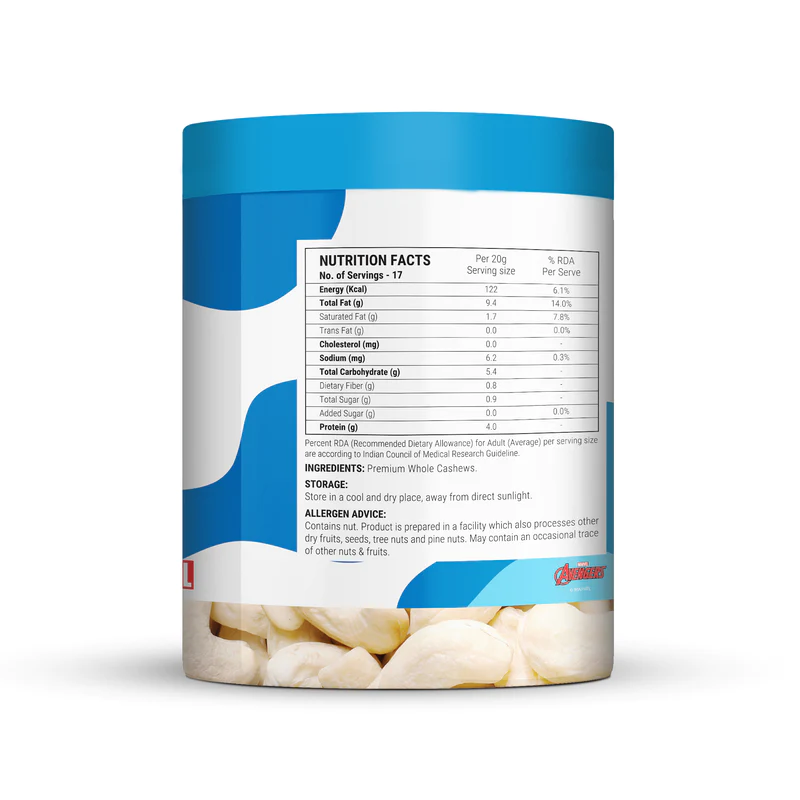 NUTRITION FACTS Per 20g % RDA
No. of Servings - 17 Serving size Per Serve
Energy (Kcal) 122 6.1%
Total Fat (g) 9.4 14.0%
Saturated Fat (g) 1.7 7.8%
Trans Fat (g) 0.0 0.0%
Cholesterol (mg) 0.0 -
Sodium (mg) 6.2 0.3%
Total Carbohydrate (g) 5.4 -
Dietary Fiber (g) 0.8 -
Total Sugar (g) 0.9 -
Added Sugar (g) 0.0 0.0%
Protein (g) 4.0 -
Percent RDA (Recommended Dietary Allowance) for Adult (Average) per serving size
are according to Indian Council of Medical Research Guideline.
INGREDIENTS: Premium Whole Cashews.
STORAGE:
Store in a cool and dry place, away from direct sunlight.
ALLERGEN ADVICE:
Contains nut. Product is prepared in a facility which also processes other
dry fruits, seeds, tree nuts and pine nuts. May contain an occasional trace
of other nuts & fruits.
L
MARVEL
AVENGERS